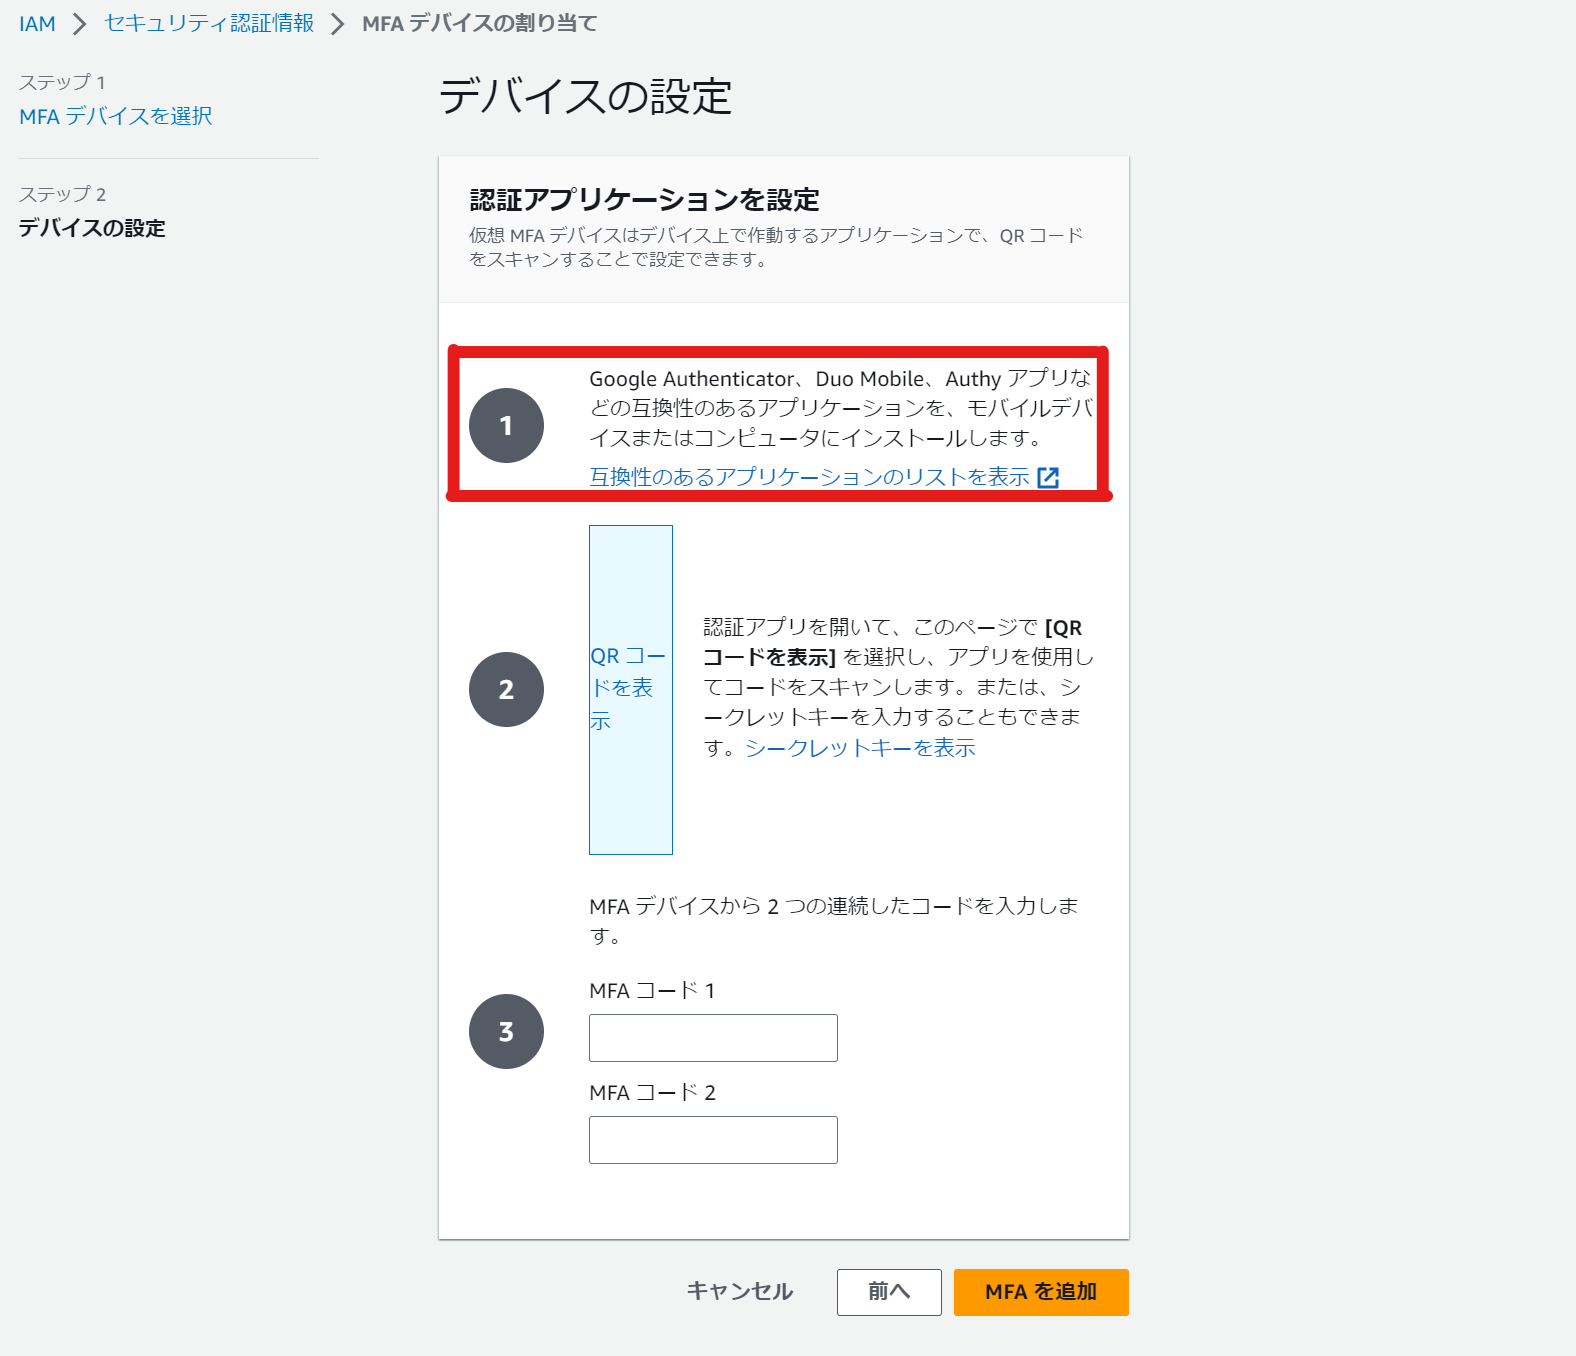 IAM > セキュリティ認証情報 > MFA デバイスの割り当て
ステップ 1
MFA デバイスを選択
ステップ 2
デバイスの設定
デバイスの設定
認証アプリケーションを設定
仮想 MFA デバイスはデバイス上で作動するアプリケーションで、QR コード
をスキャンすることで設定できます。
1
Google Authenticator、Duo Mobile、Authy アプリな
どの互換性のあるアプリケーションを、モバイルデバ
イスまたはコンピュータにインストールします。
互換性のあるアプリケーションのリストを表示
2
QR コー
ドを表
示
認証アプリを開いて、このページで [QR
コードを表示] を選択し、アプリを使用し
てコードをスキャンします。または、シ
ークレットキーを入力することもできま
す。シークレットキーを表示
3
MFA デバイスから 2 つの連続したコードを入力しま
す。
MFA コード 1
MFA コード 2
キャンセル 前へ MFA を追加